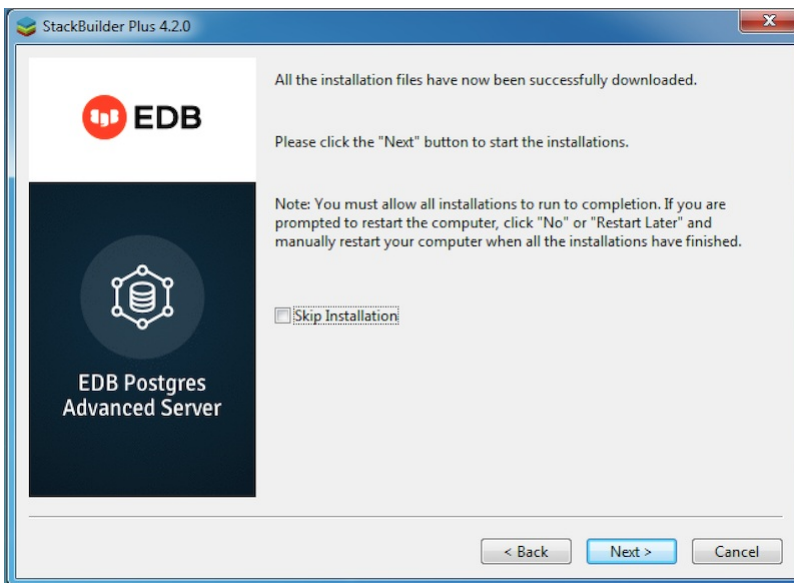 StackBuilder Plus 4.2.0
EDB
All the installation files have now been successfully downloaded.
Please click the "Next" button to start the installations.
Note: You must allow all installations to run to completion. If you are
prompted to restart the computer, click "No" or "Restart Later" and
manually restart your computer when all the installations have finished.
Skip Installation
EDB Postgres
Advanced Server
< Back
Next >
Cancel